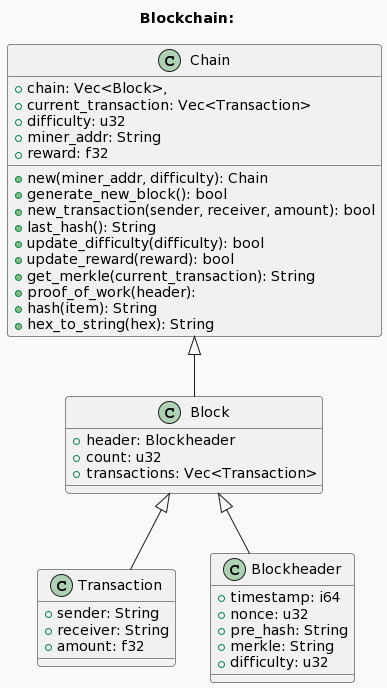 Blockchain:
C Chain
chain: Vec<Block>,
current_transaction: Vec<Transaction>
difficulty: u32
miner_addr: String
reward: f32
new(miner_addr, difficulty): Chain
generate_new_block(): bool
new_transaction(sender, receiver, amount): bool
last_hash(): String
update_difficulty(difficulty): bool
update_reward(reward): bool
get_merkle(current_transaction): String
proof_of_work(header):
hash(item): String
hex_to_string(hex): String
C Block
header: Blockheader
count: u32
transactions: Vec<Transaction>
C Transaction
sender: String
receiver: String
amount: f32
C Blockheader
timestamp: i64
nonce: u32
pre_hash: String
merkle: String
difficulty: u32